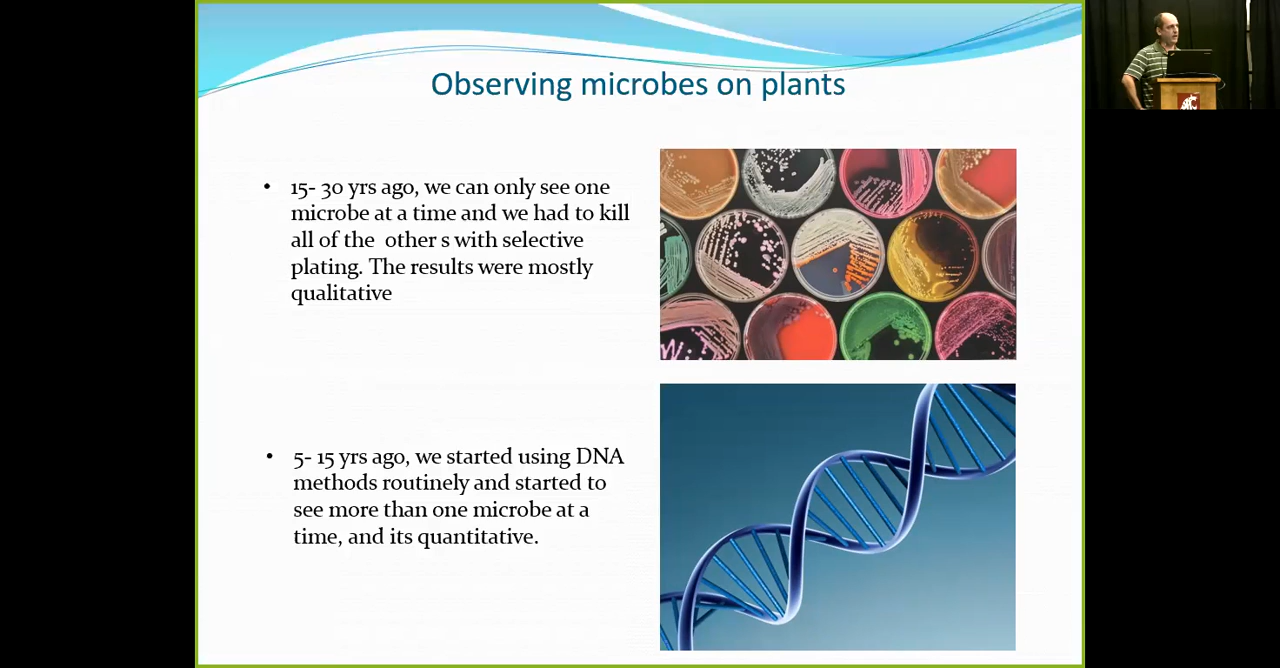 Observing microbes on plants
• 15- 30 yrs ago, we can only see one
microbe at a time and we had to kill
all of the  other s with selective
plating. The results were mostly
qualitative
• 5- 15 yrs ago, we started using DNA
methods routinely and started to
see more than one microbe at a
time, and its quantitative.